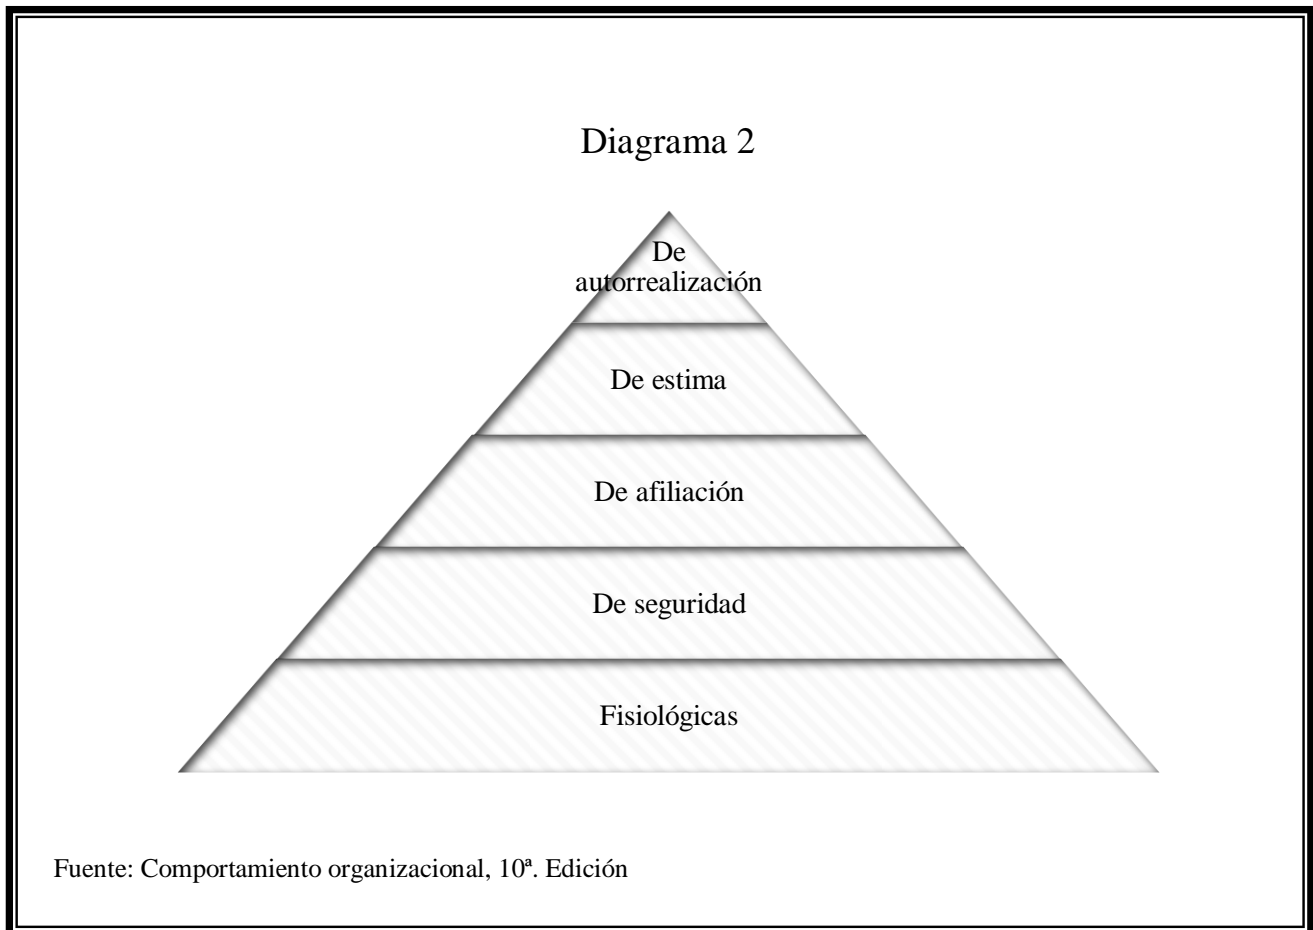 Diagrama 2
De
autorrealización
De estima
De afiliación
De seguridad
Fisiológicas
Fuente: Comportamiento organizacional, 10ª. Edición